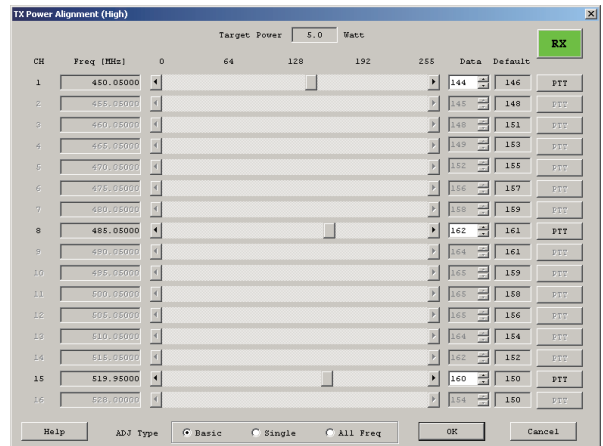 TX Power Alignment (High)
Target Power 5.0 Watt
RX
CH Freq [MHz] 0 64 128 192 255 Data Default
1 450.05000 144 146 PTT
2 455.05000 145 148 PTT
3 460.05000 148 151 PTT
4 465.05000 149 153 PTT
5 470.05000 152 155 PTT
6 475.05000 156 157 PTT
7 480.05000 158 159 PTT
8 485.05000 162 161 PTT
9 490.05000 164 161 PTT
10 495.05000 165 159 PTT
11 500.05000 165 158 PTT
12 505.05000 165 156 PTT
13 510.05000 164 154 PTT
14 515.05000 162 152 PTT
15 519.95000 160 150 PTT
16 528.00000 154 150 PTT
Help ADJ Type Basic Single All Freq OK Cancel